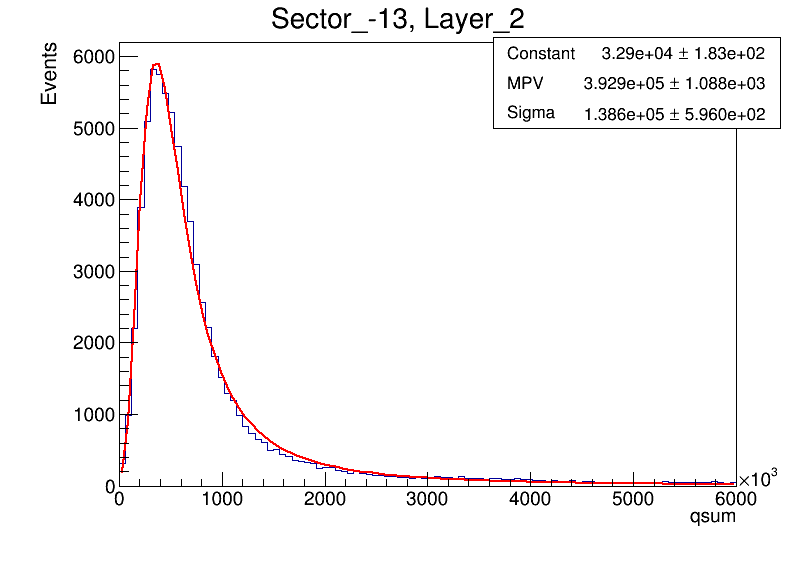 Sector_-13, Layer_2
Constant 3.29e+04 ± 1.83e+02
MPV 3.929e+05 ± 1.088e+03
Sigma 1.386e+05 ± 5.960e+02
Events
6000
5000
4000
3000
2000
1000
0
0 1000 2000 3000 4000 5000 6000
×10³
qsum